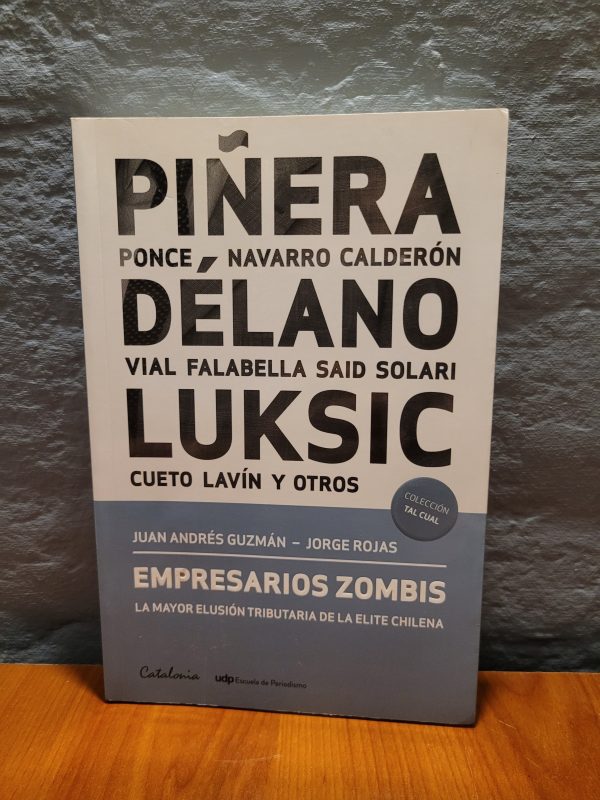 PIÑERA
PONCE NAVARRO CALDERÓN
DÉLANO
VIAL FALABELLA SAID SOLARI
LUKSIC
CUETO LAVÍN Y OTROS
COLECCIÓN
TAL CUAL
JUAN ANDRÉS GUZMÁN – JORGE ROJAS
EMPRESARIOS ZOMBIS
LA MAYOR ELUSIÓN TRIBUTARIA DE LA ELITE CHILENA
Catalonia udp Escuela de Periodismo